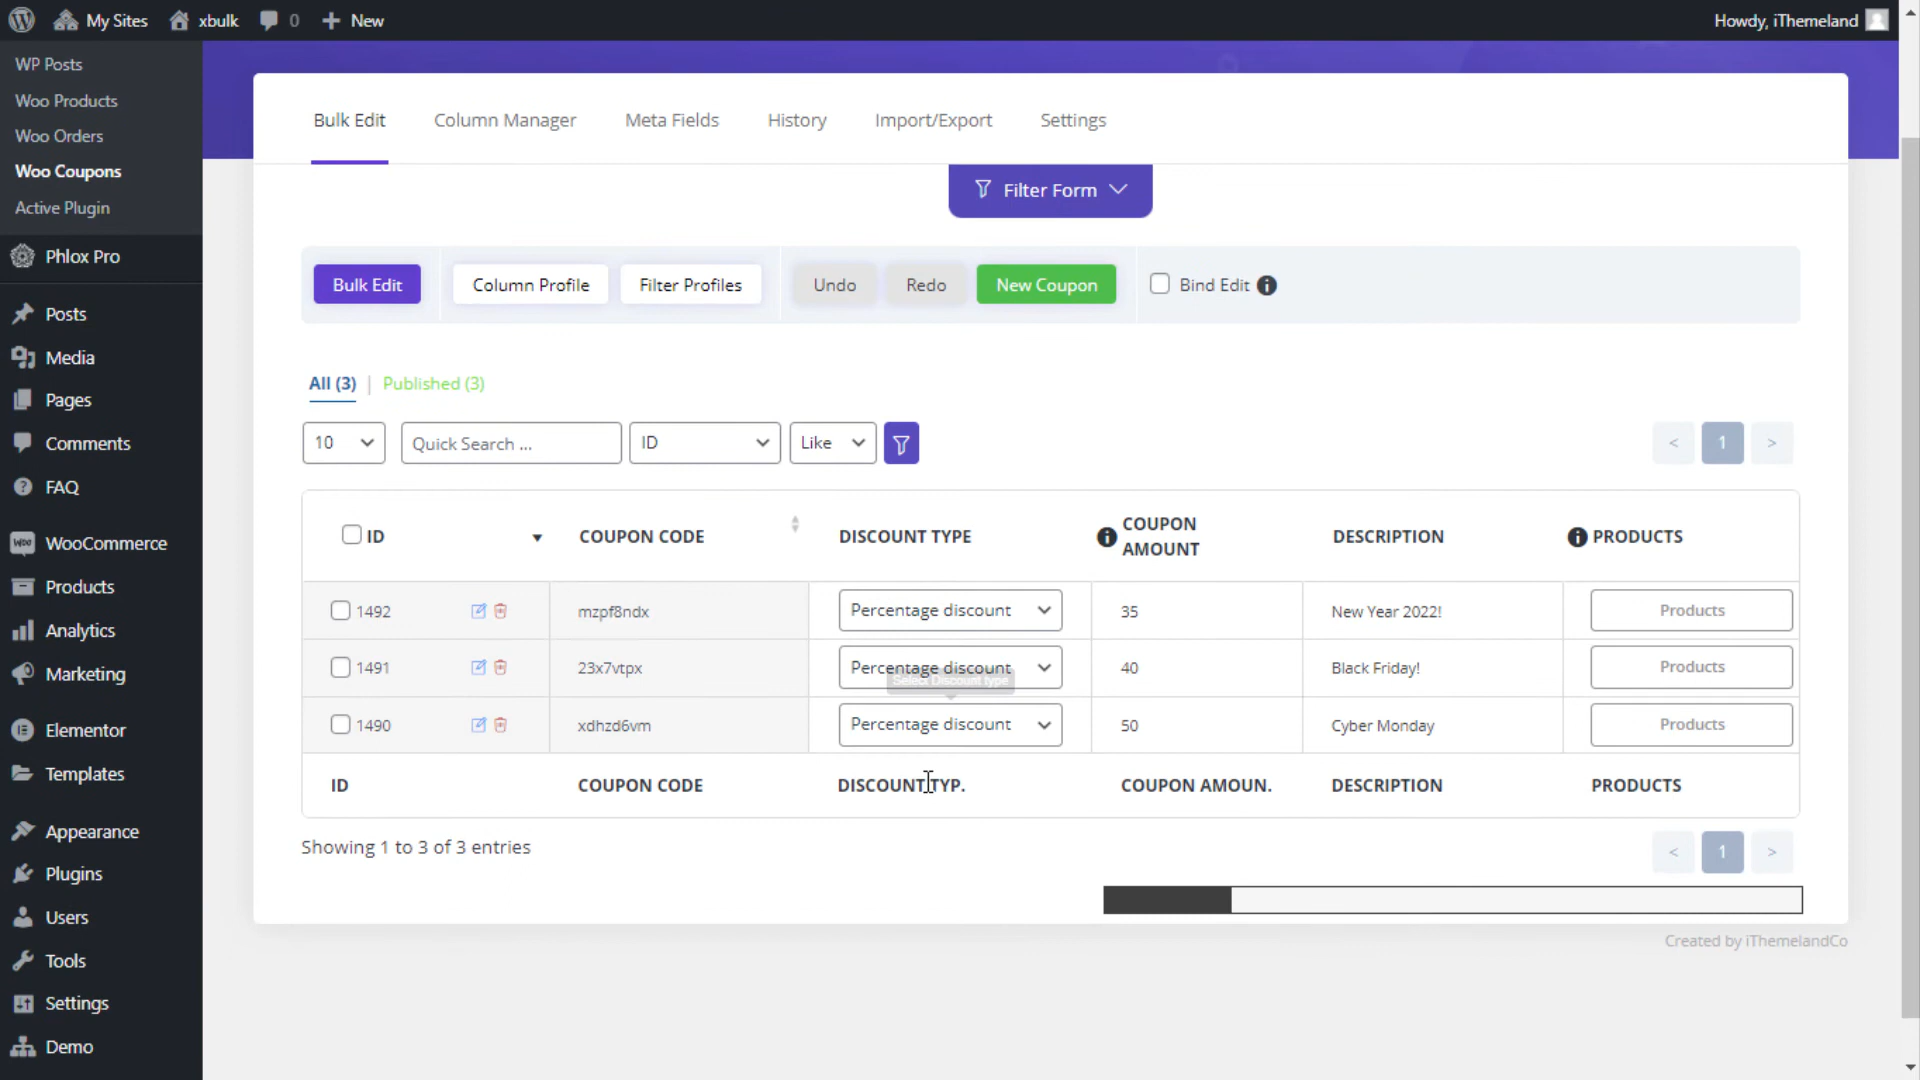 My Sites xbulk 0 New Howdy, iThemeland
WP Posts
Woo Products
Woo Orders
Woo Coupons
Active Plugin
Phlox Pro
Posts
Media
Pages
Comments
FAQ
WooCommerce
Products
Analytics
Marketing
Elementor
Templates
Appearance
Plugins
Users
Tools
Settings
Demo
Bulk Edit Column Manager Meta Fields History Import/Export Settings
Filter Form
Bulk Edit Column Profile Filter Profiles Undo Redo New Coupon Bind Edit
All (3) | Published (3)
10 Quick Search ... ID Like < 1 >
ID COUPON CODE DISCOUNT TYPE COUPON AMOUNT DESCRIPTION PRODUCTS
1492 mzpf8ndx Percentage discount 35 New Year 2022! Products
1491 23x7vtpx Percentage discount 40 Black Friday! Products
Select Discount type
1490 xdhzd6vm Percentage discount 50 Cyber Monday Products
ID COUPON CODE DISCOUNT TYP. COUPON AMOUN. DESCRIPTION PRODUCTS
Showing 1 to 3 of 3 entries < 1 >
Created by iThemelandCo